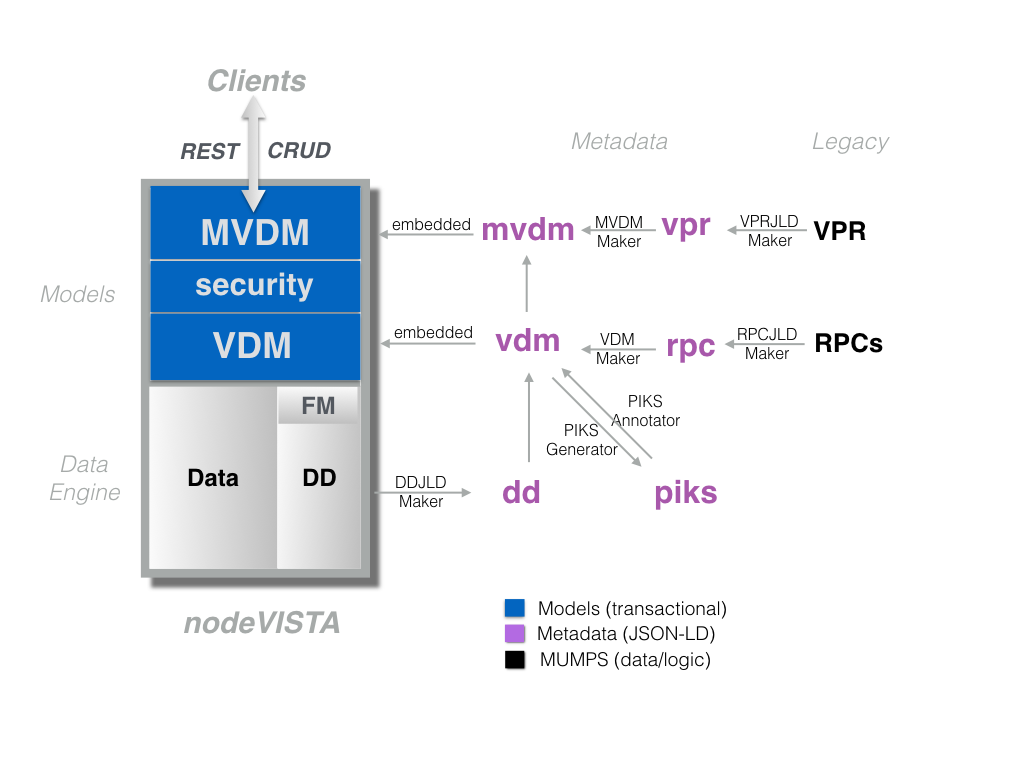 Clients
REST CRUD
Metadata
Legacy
MVDM
embedded
mvdm
MVDM
Maker
vpr
VPRJLD
Maker
VPR
security
Models
VDM
embedded
vdm
VDM
Maker
rpc
RPCJLD
Maker
RPCs
FM
PIKS
Annotator
PIKS
Generator
Data
Engine
Data
DD
DDJLD
Maker
dd
piks
nodeVISTA
Models (transactional)
Metadata (JSON-LD)
MUMPS (data/logic)